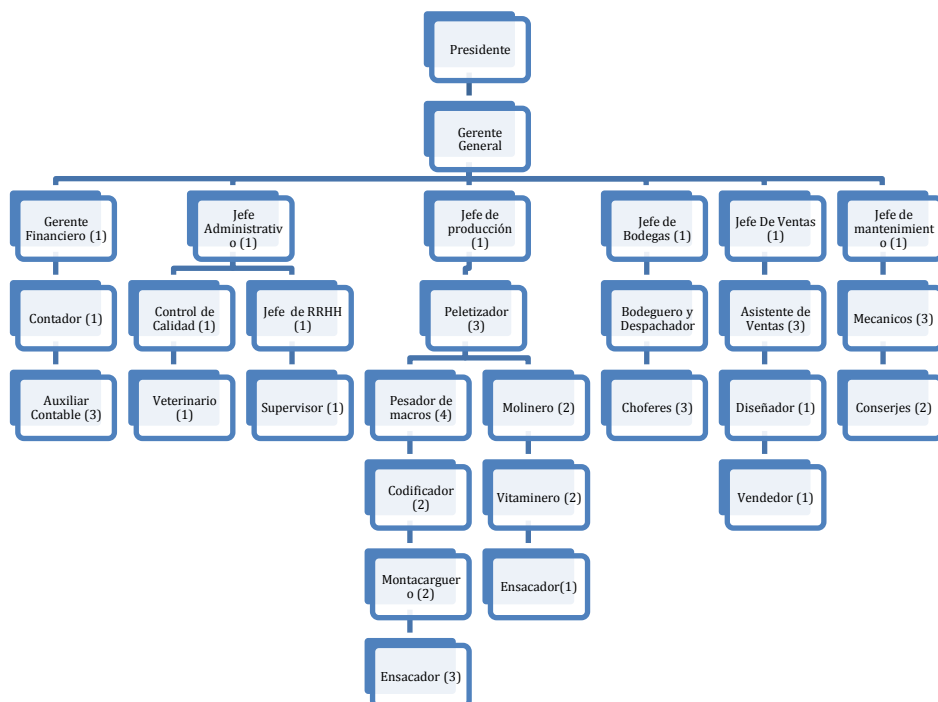 Presidente
Gerente
General
Gerente
Financiero (1)
Jefe
Administrativ
o (1)
Jefe de
producción
(1)
Jefe de
Bodegas (1)
Jefe De Ventas
(1)
Jefe de
mantenimient
o (1)
Contador (1)
Control de
Calidad (1)
Jefe  de RRHH
(1)
Peletizador
(3)
Bodeguero y
Despachador
Asistente de
Ventas (3)
Mecanicos (3)
Auxiliar
Contable (3)
Veterinario
(1)
Supervisor (1)
Pesador de
macros (4)
Molinero (2)
Choferes (3)
Diseñador (1)
Conserjes (2)
Codificador
(2)
Vitaminero (2)
Vendedor (1)
Montacarguer
o (2)
Ensacador(1)
Ensacador (3)